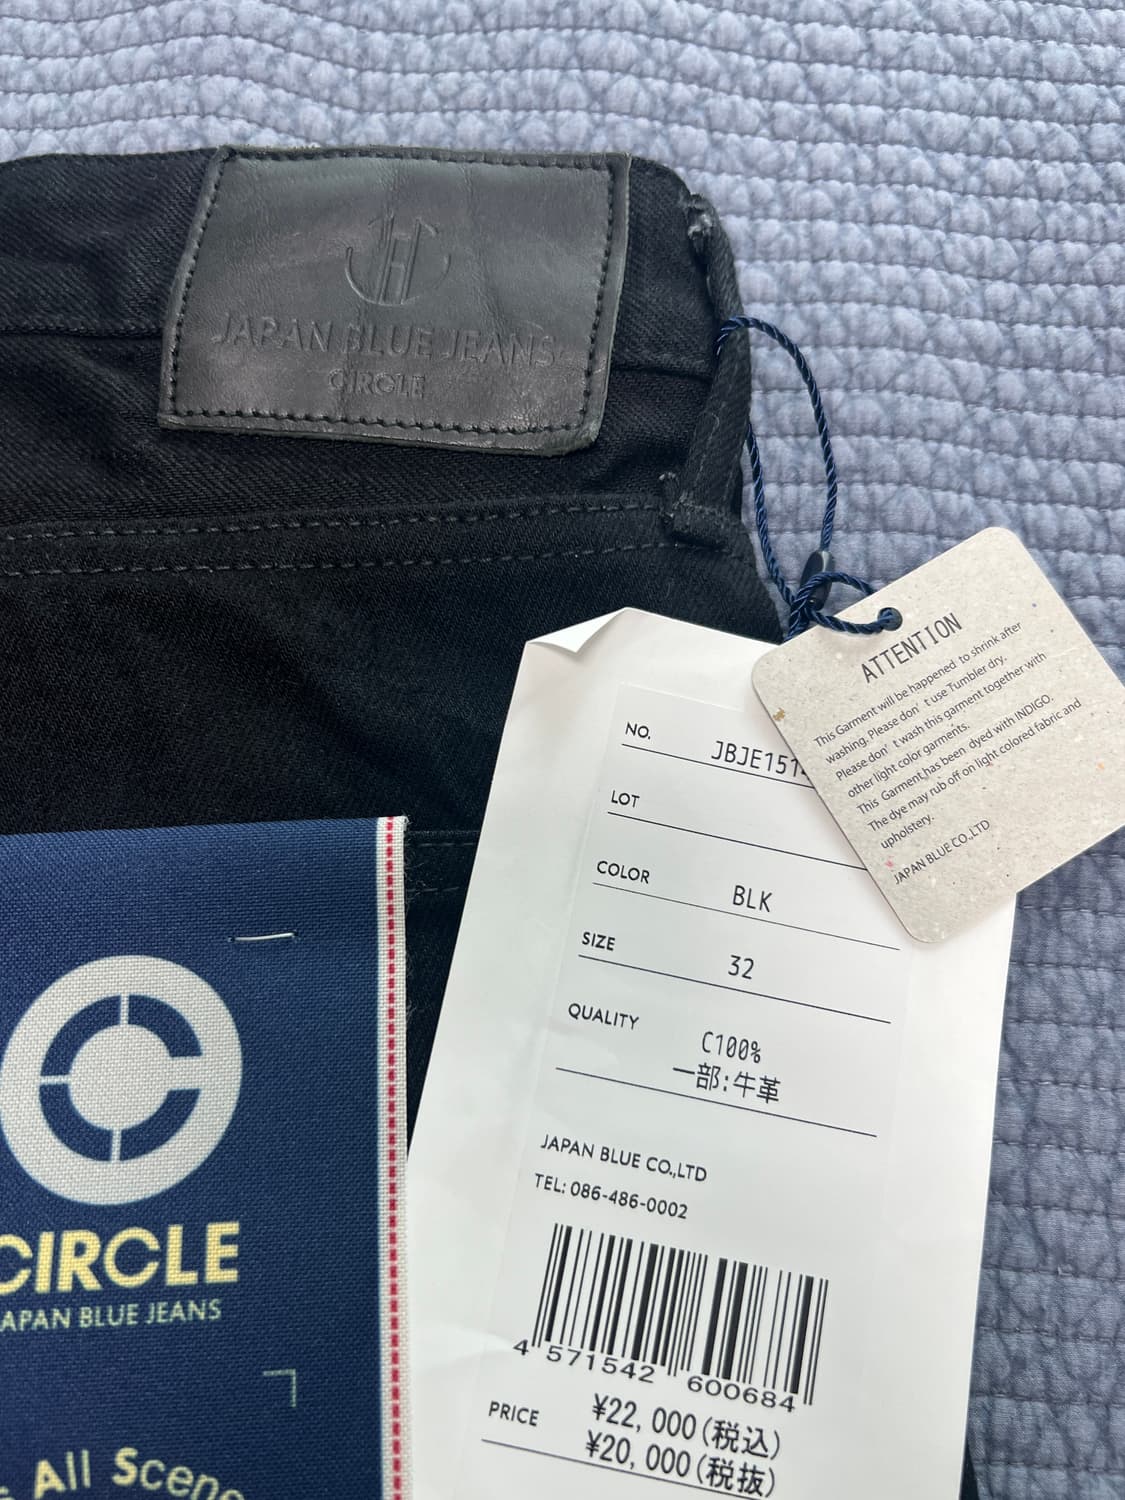 JAPAN BLUE JEANS
CIRCLE
ATTENTION
This Garment will be happened to shrink after
washing. Please don't use Tumbler dry.
Please don't wash this garment together with
other light color garments.
This Garment has been dyed with INDIGO.
The dye may rub off on light colored fabric and
upholstery.
JAPAN BLUE CO.,LTD
NO. JBJE151
LOT
COLOR BLK
SIZE 32
QUALITY C100%
一部:牛革
JAPAN BLUE CO.,LTD
TEL: 086-486-0002
4 571542 600684
PRICE ¥22,000(税込)
¥20,000(税抜)
CIRCLE
JAPAN BLUE JEANS
All Scene